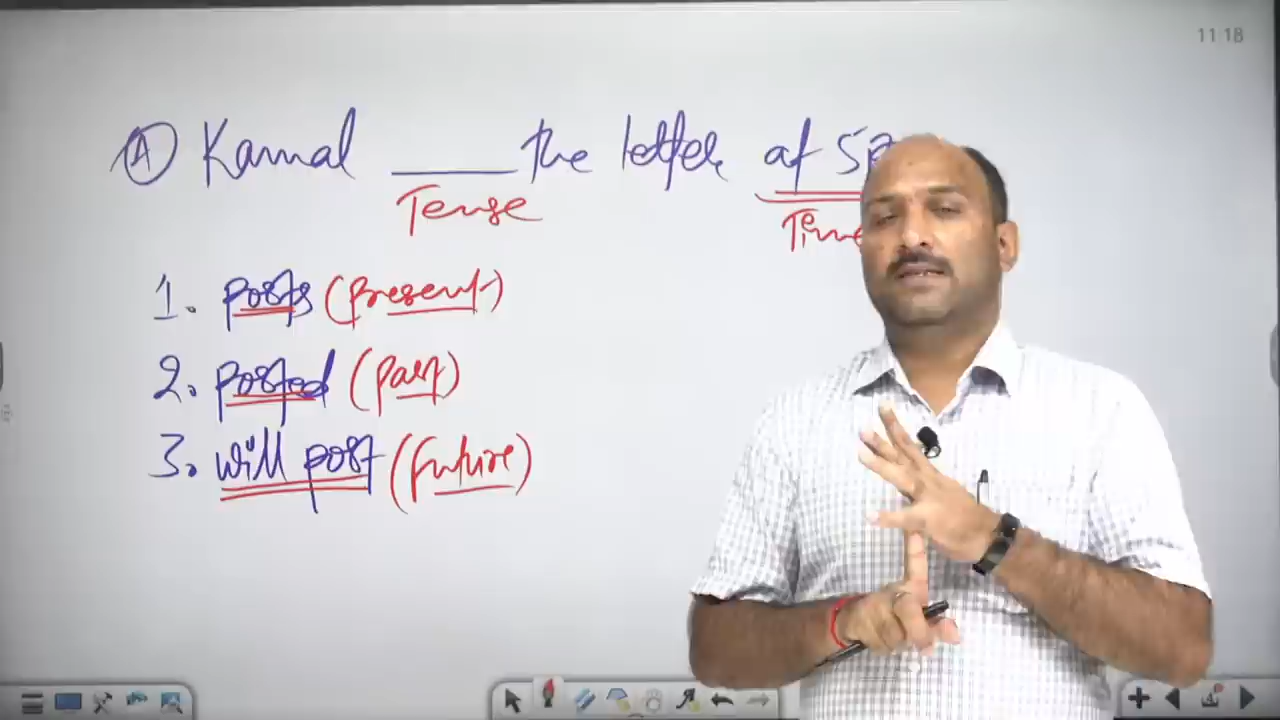 11:18
(A) Kamal ____ the letter at 5P
Tense Time
1. posts (present)
2. posted (past)
3. will post (future)